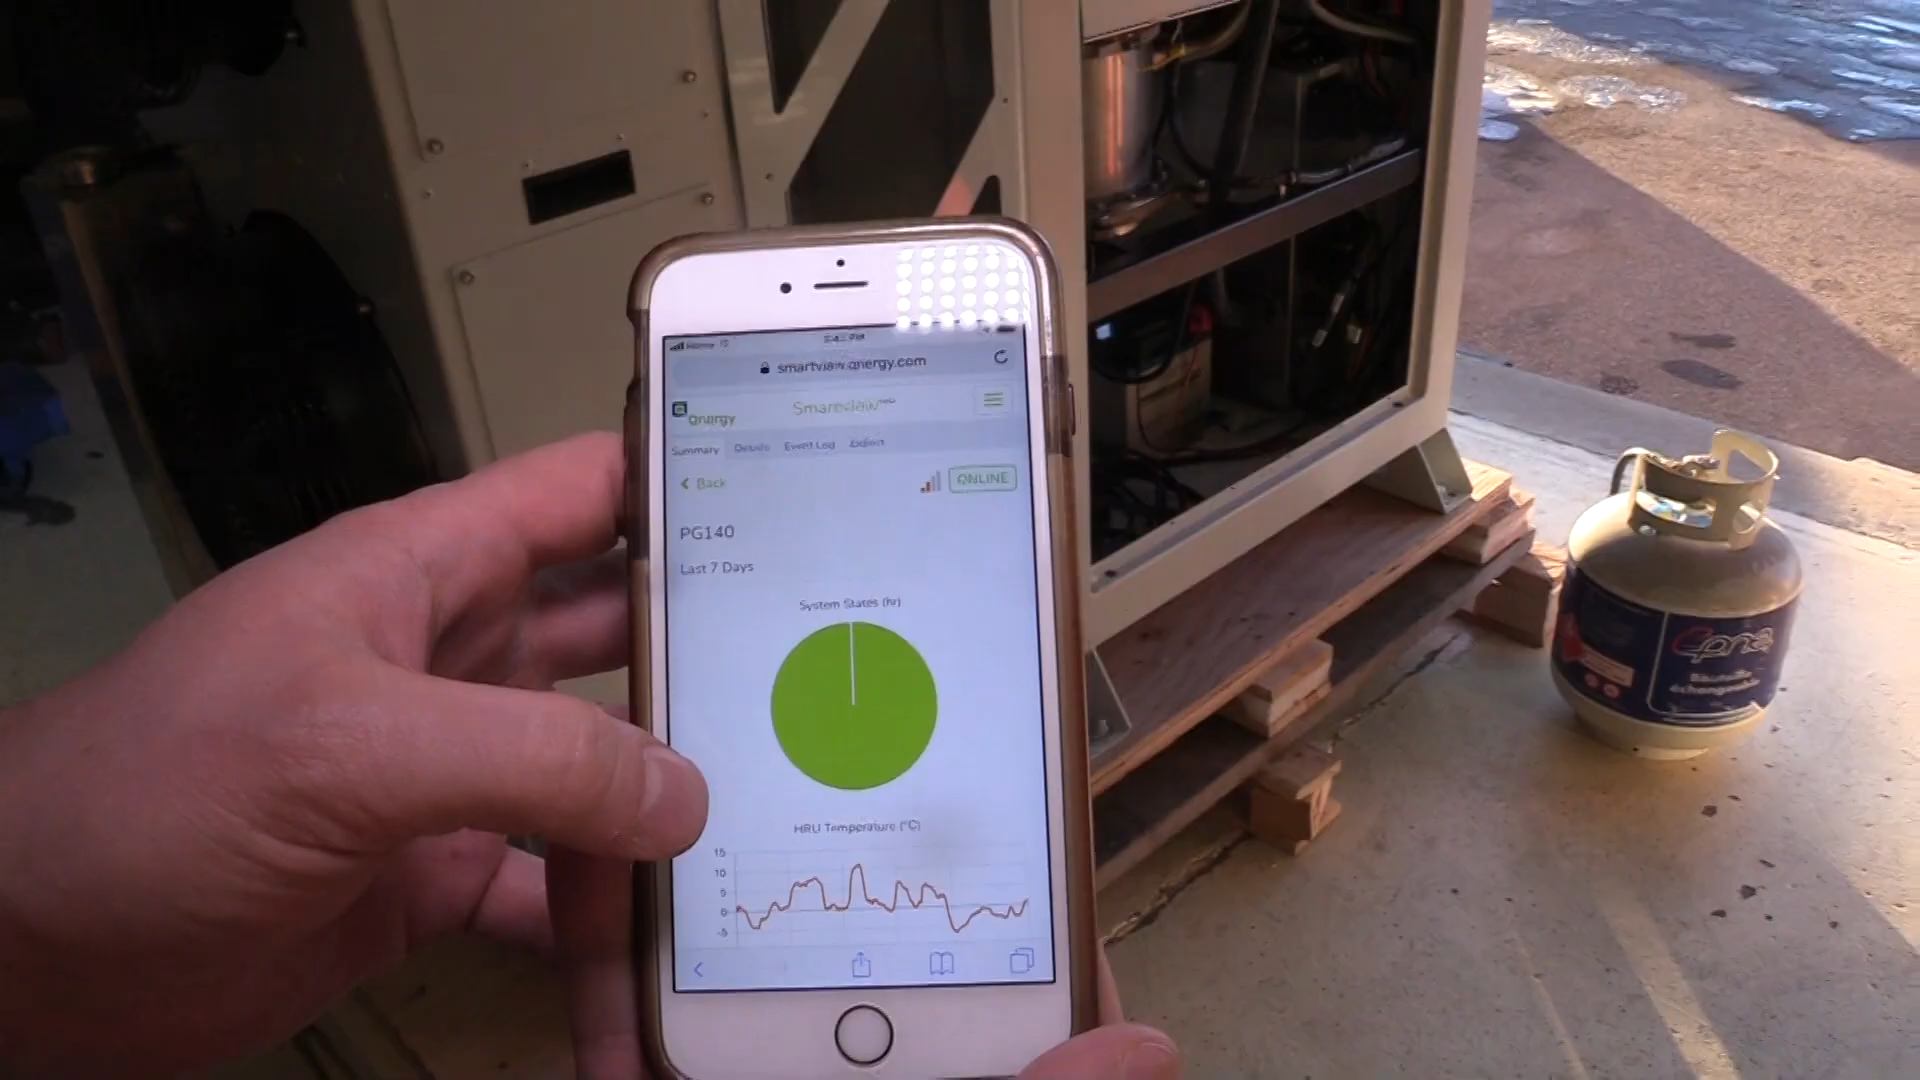 smartview.qnergy.com
qnergy
Smartview
Summary Details Event Log
Back
ONLINE
PG140
Last 7 Days
System States (hr)
HRU Temperature (°C)
15
10
5
0
-5